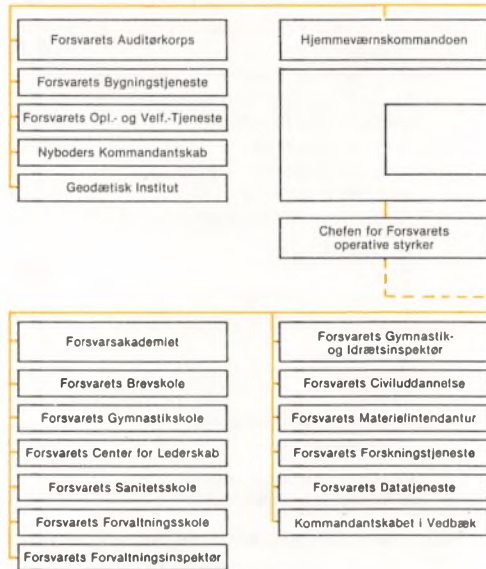 Forsvarets Auditørkorps
Forsvarets Bygningstjeneste
Forsvarets Opl.- og Velf.-Tjeneste
Nyboders Kommandantskab
Geodætisk Institut
Hjemmeværnskommandoen
Chefen for Forsvarets
operative styrker
Forsvarsakademiet
Forsvarets Brevskole
Forsvarets Gymnastikskole
Forsvarets Center for Lederskab
Forsvarets Sanitetsskole
Forsvarets Forvaltningsskole
Forsvarets Forvaltningsinspektør
Forsvarets Gymnastik-
og Idrætsinspektør
Forsvarets Civiluddannelse
Forsvarets Materielintendantur
Forsvarets Forskningstjeneste
Forsvarets Datatjeneste
Kommandantskabet i Vedbæk